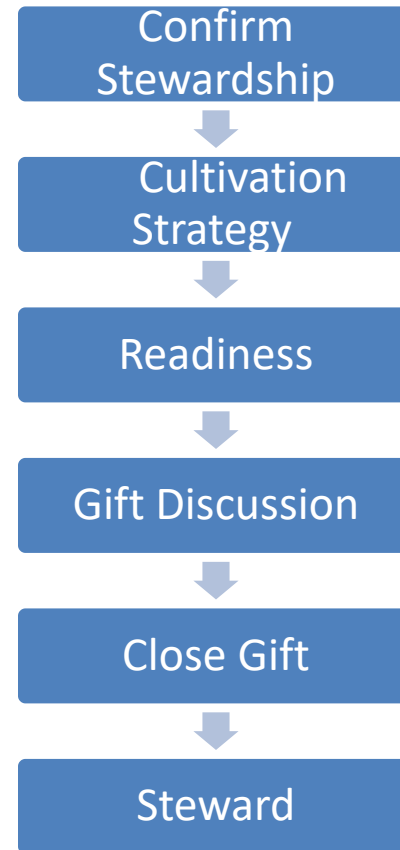 Confirm
Stewardship
Cultivation
Strategy
Readiness
Gift Discussion
Close Gift
Steward